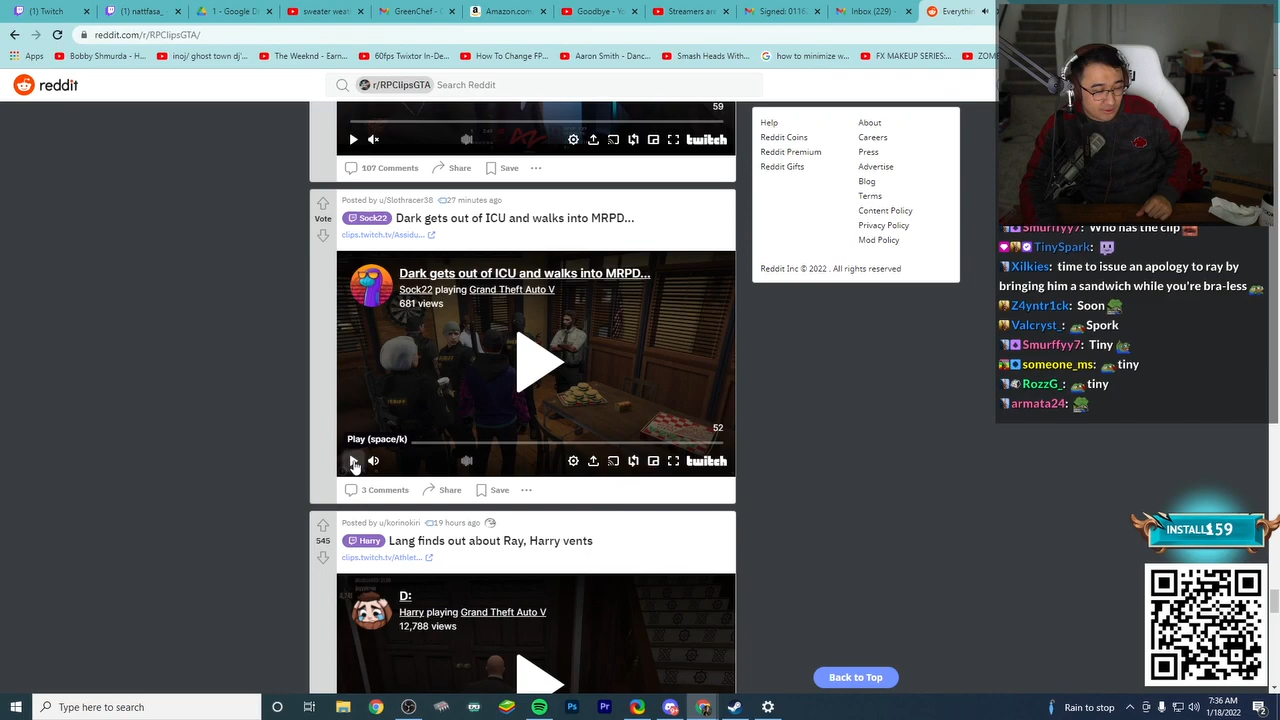 (1) Twitch
nattfasa_
1 - Google D
sweater weat
GreenChef - G
Amazon.com
Goodbye - Yo
Streamers are
Signed: 0116
Inbox (229)
Everythin
reddit.com/r/RPClipsGTA/
Apps
Bobby Shmurda - H...
inoj/ ghost town dj'...
The Weeknd - Earn...
60fps Twixtor In-De...
How To Change FP...
Aaron Smith - Danc...
Smash Heads With...
how to minimize w...
FX MAKEUP SERIES:...
ZOM
reddit
r/RPClipsGTA
Search Reddit
59
twitch
107 Comments
Share
Save
Posted by u/Slothracer38
27 minutes ago
Vote
Sock22
Dark gets out of ICU and walks into MRPD...
clips.twitch.tv/Assidu...
Dark gets out of ICU and walks into MRPD...
Sock22 playing Grand Theft Auto V
681 views
52
Play (space/k)
twitch
3 Comments
Share
Save
Posted by u/korinokiri
19 hours ago
545
Harry
Lang finds out about Ray, Harry vents
clips.twitch.tv/Athlet...
D:
Harry playing Grand Theft Auto V
12,788 views
Help
About
Reddit Coins
Careers
Reddit Premium
Press
Reddit Gifts
Advertise
Blog
Terms
Content Policy
Privacy Policy
Mod Policy
Reddit Inc © 2022 . All rights reserved
Back to Top
Smurffyy7: Who has the clip
TinySpark:
Xilkies: time to issue an apology to ray by
bringing him a sandwich while you're bra-less
Z4yntr1ck: Soon
Valcryst_: Spork
Smurffyy7: Tiny
someone_ms: tiny
RozzG_: tiny
armata24:
INSTALLS 159
Type here to search
Rain to stop
7:36 AM
1/18/2022
2